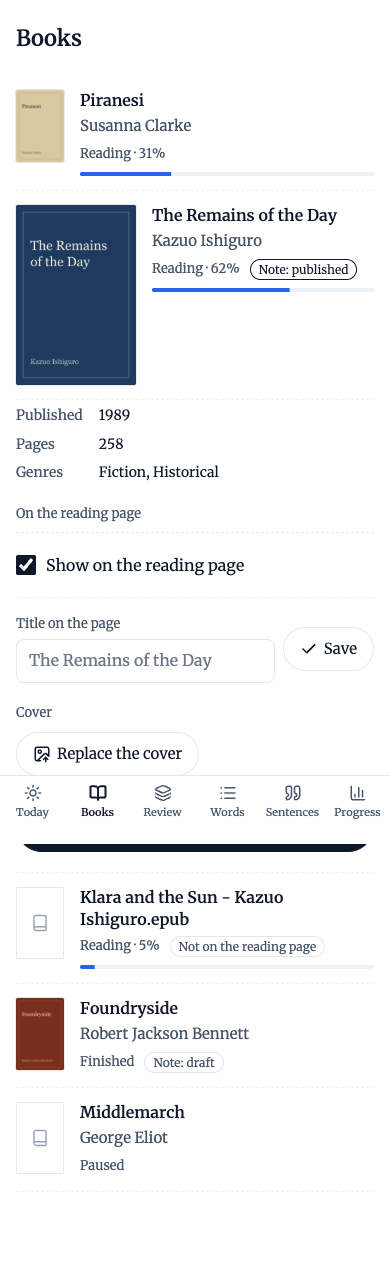 Books
Piranesi
Piranesi
Susanna Clarke
Reading · 31%
The Remains
of the Day
Kazuo Ishiguro
The Remains of the Day
Kazuo Ishiguro
Reading · 62%
Note: published
Published 1989
Pages 258
Genres Fiction, Historical
On the reading page
Show on the reading page
Title on the page
The Remains of the Day
Save
Cover
Replace the cover
Today
Books
Review
Words
Sentences
Progress
Klara and the Sun - Kazuo
Ishiguro.epub
Reading · 5%
Not on the reading page
Foundryside
Foundryside
Robert Jackson Bennett
Finished
Note: draft
Middlemarch
George Eliot
Paused